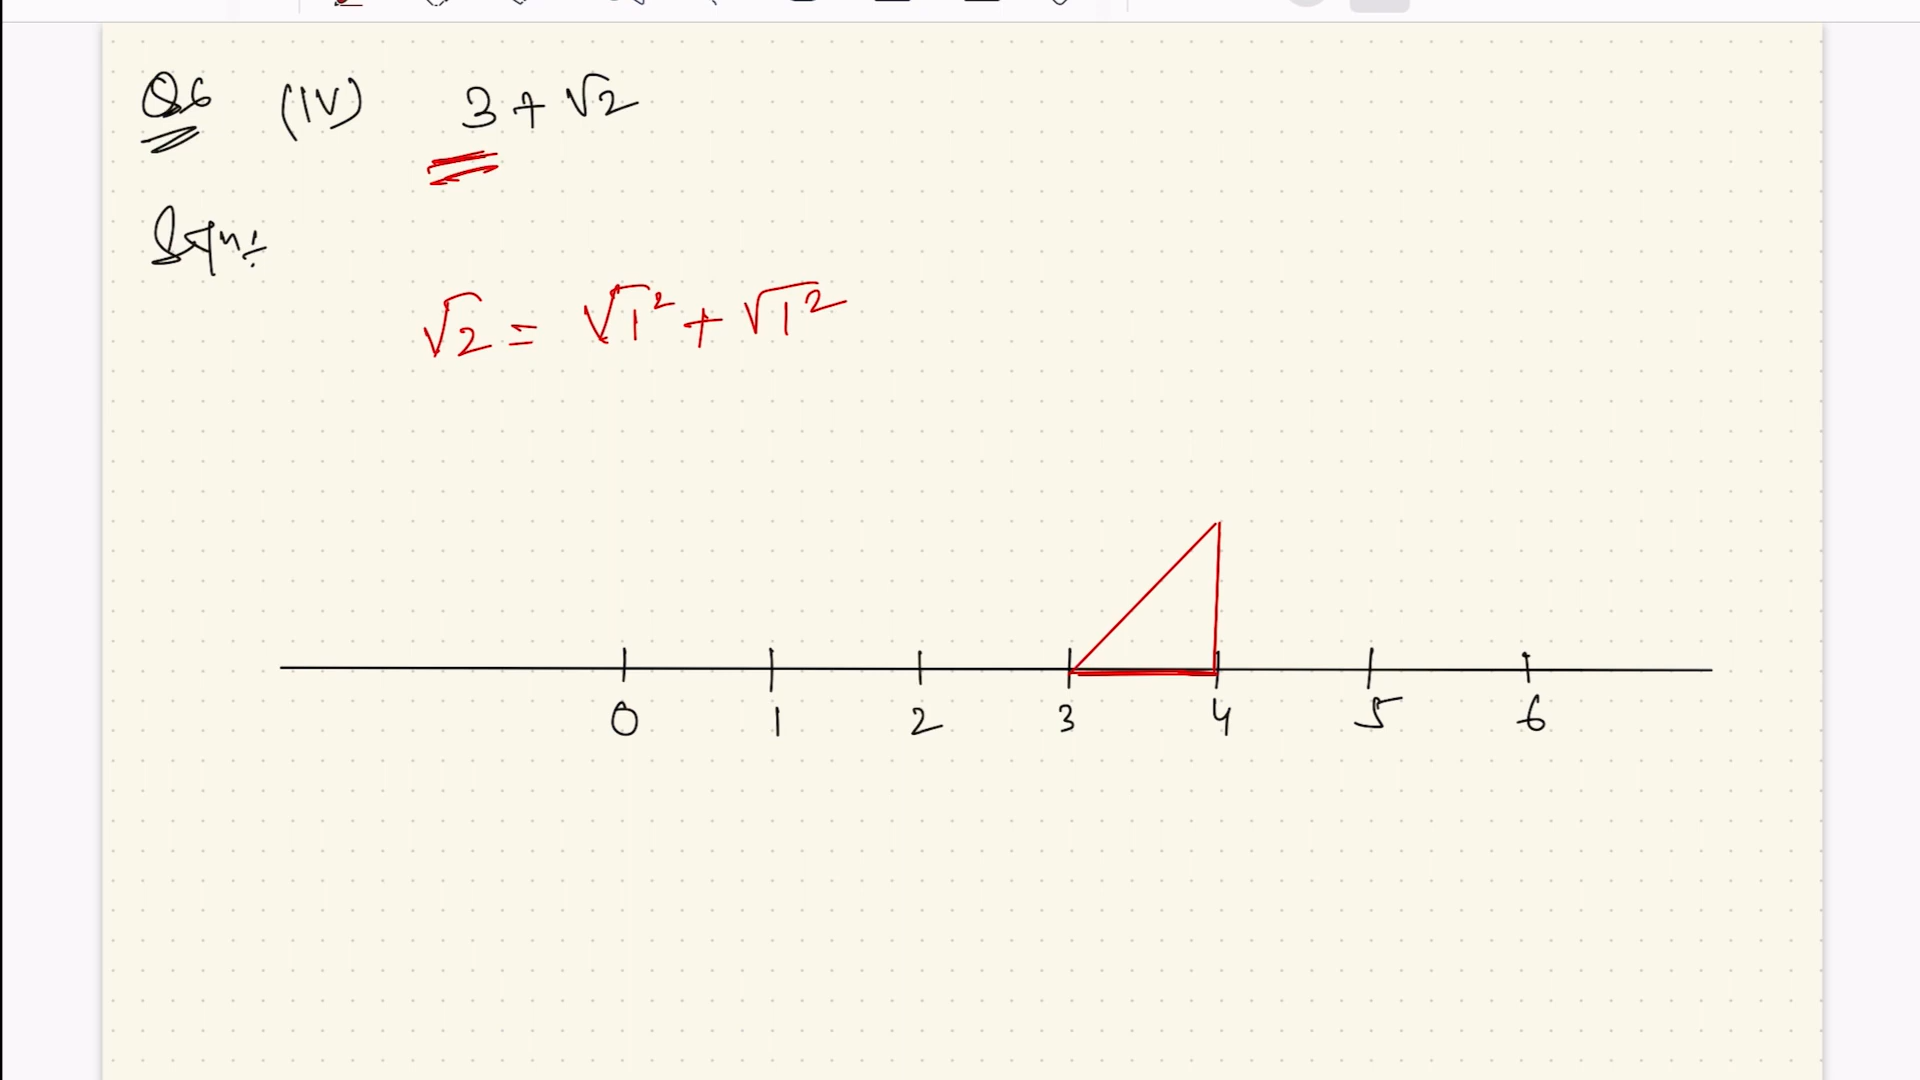 Q6 (IV) 3 + √2
Soln:
√2 = √1² + √1²
0 1 2 3 4 5 6